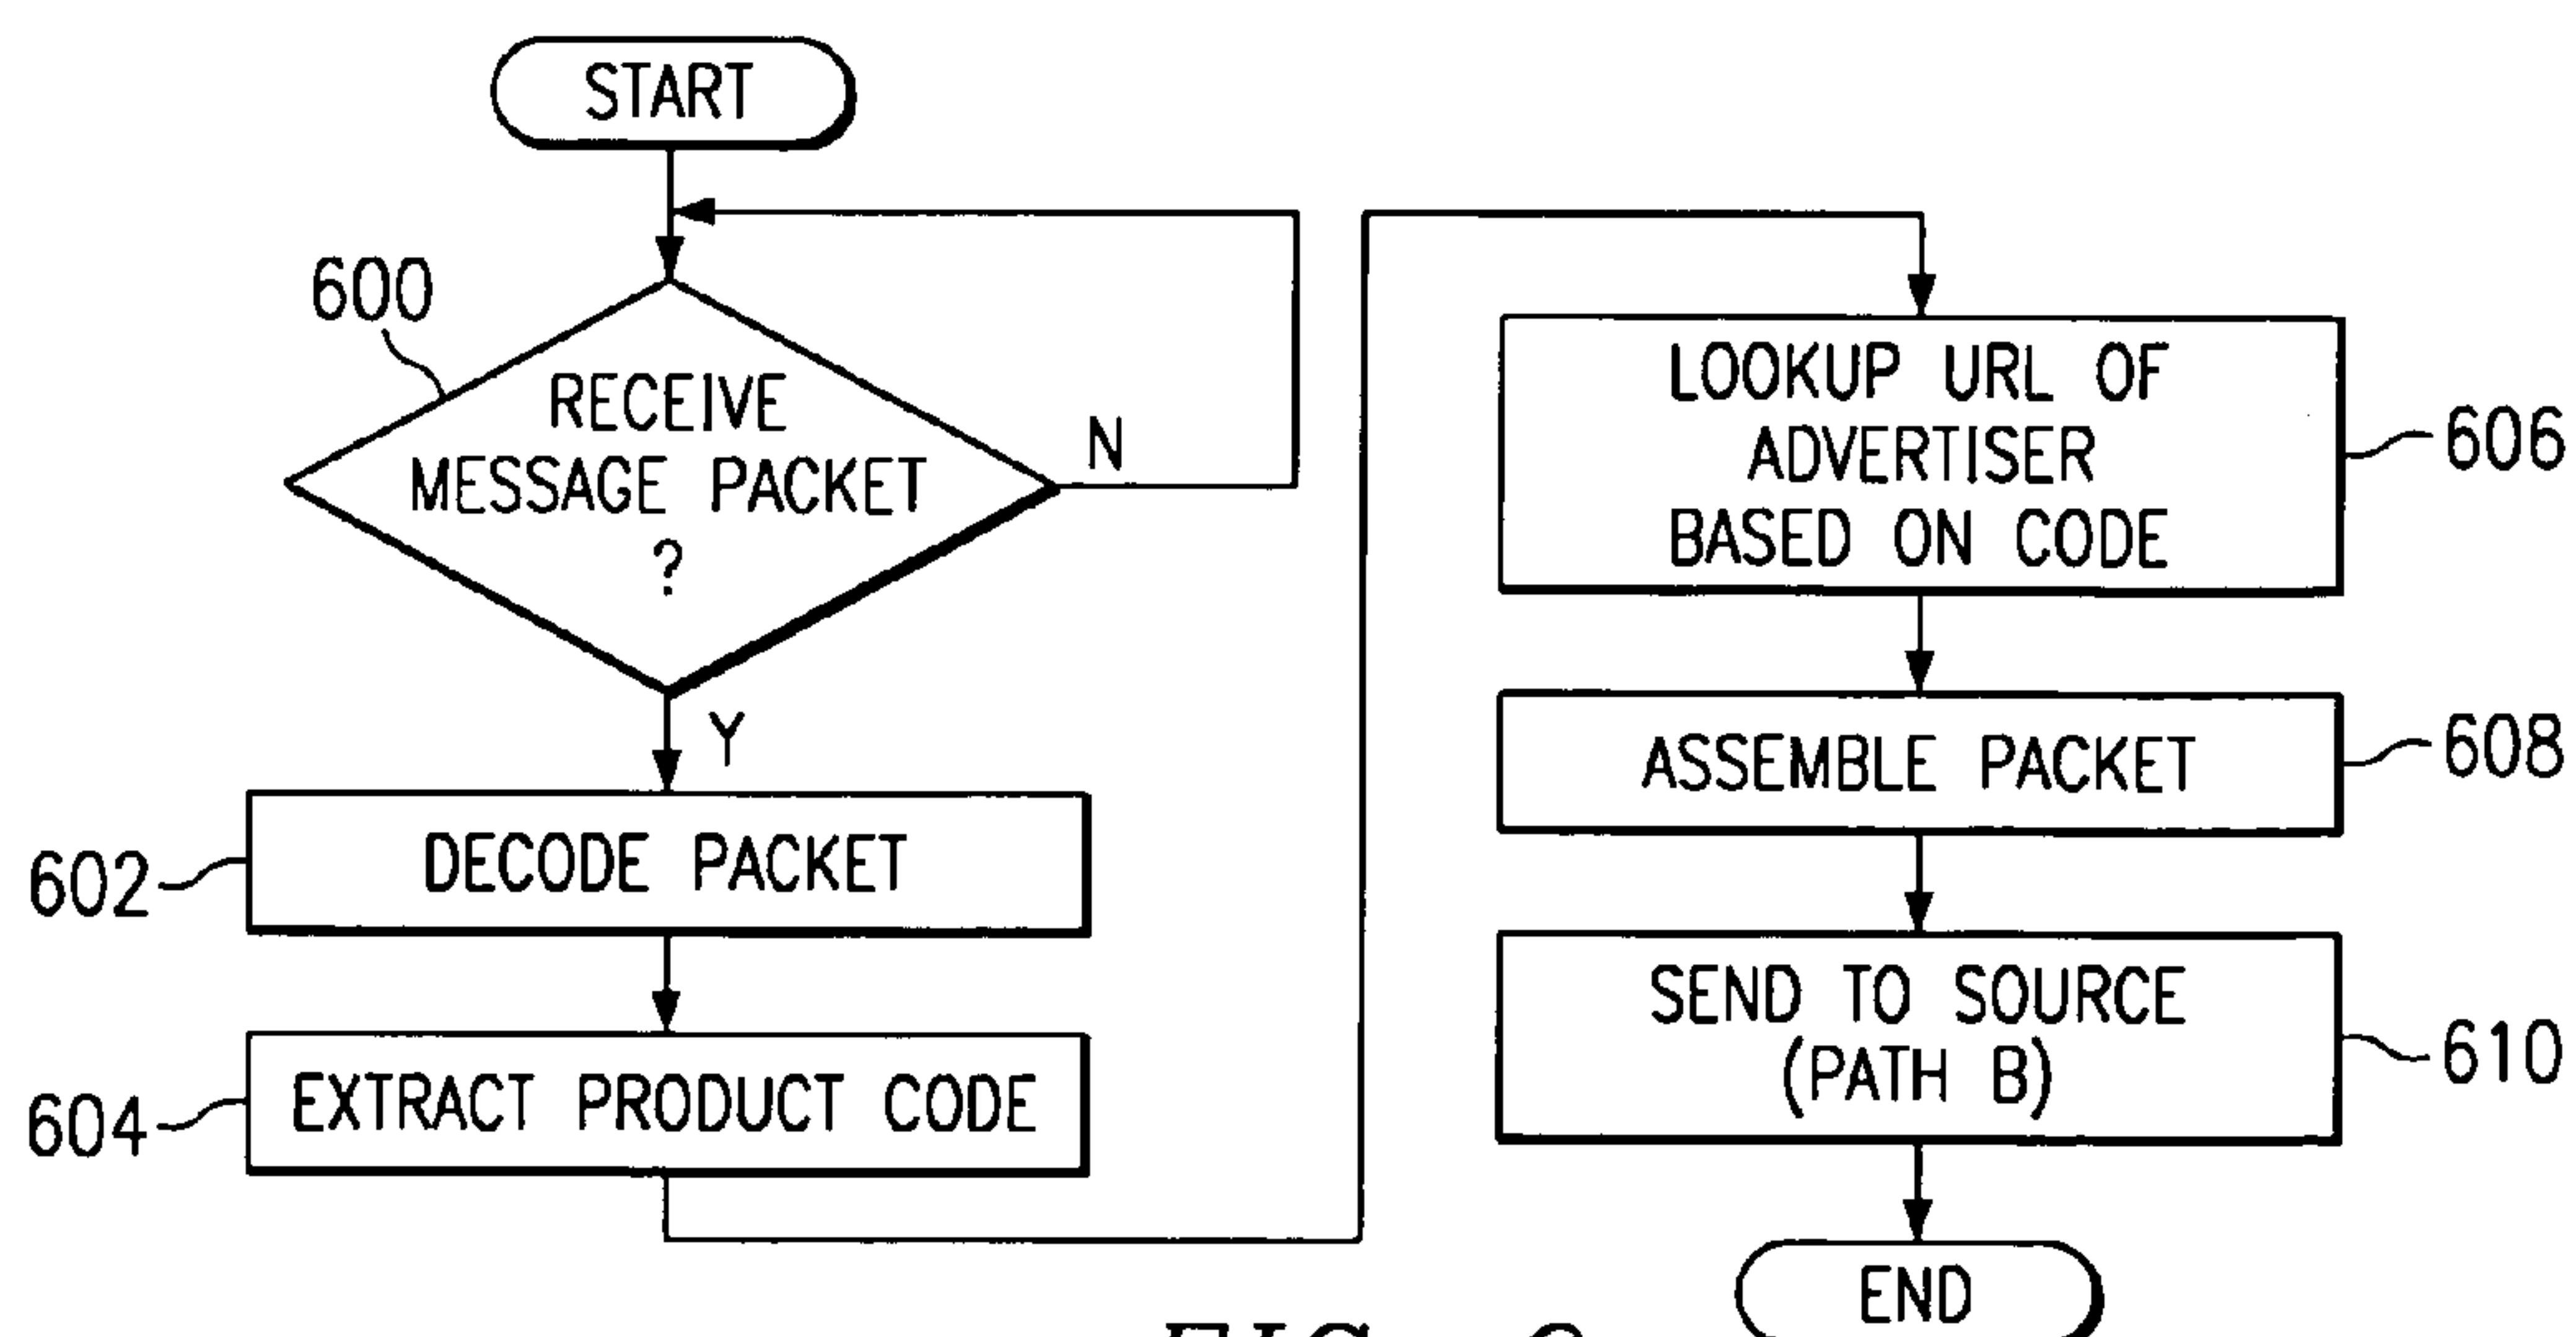 START
600
RECEIVE
MESSAGE PACKET
?
N
Y
602
DECODE PACKET
604
EXTRACT PRODUCT CODE
LOOKUP URL OF
ADVERTISER
BASED ON CODE
606
ASSEMBLE PACKET
608
SEND TO SOURCE
(PATH B)
610
END